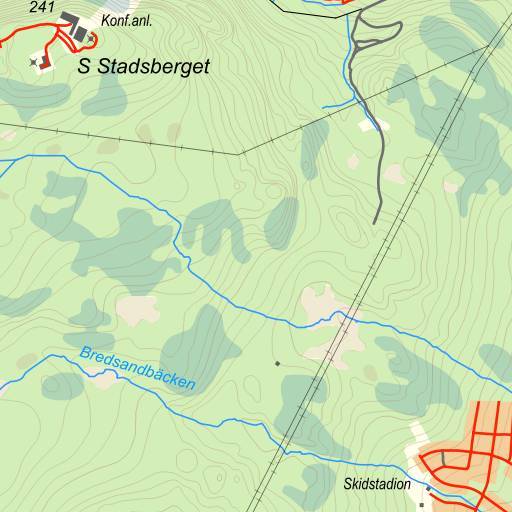 241
Konf.anl.
S Stadsberget
Bredsandbäcken
Skidstadion